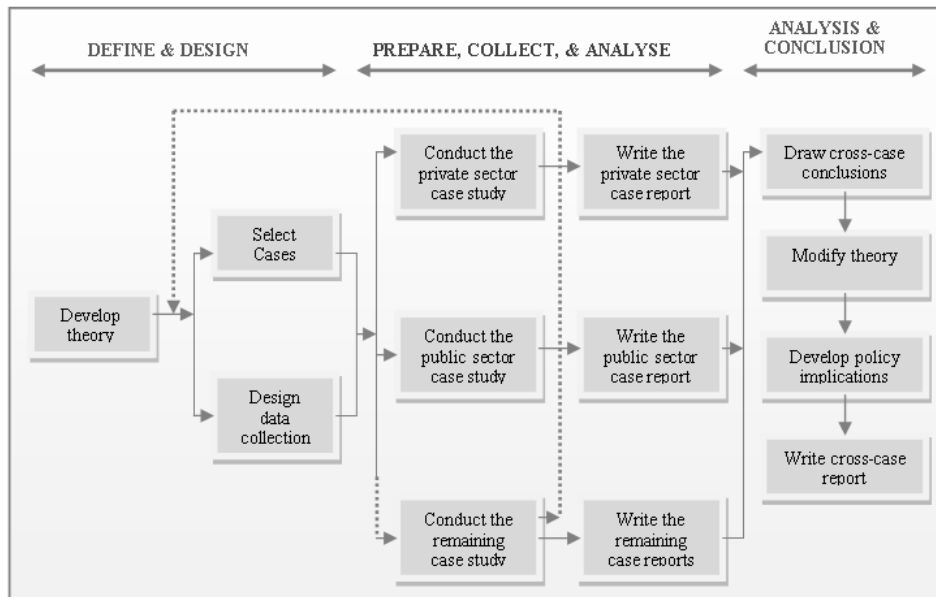 DEFINE & DESIGN
PREPARE, COLLECT, & ANALYSE
ANALYSIS &
CONCLUSION
Develop
theory
Select
Cases
Design
data
collection
Conduct the
private sector
case study
Write the
private sector
case report
Conduct the
public sector
case study
Write the
public sector
case report
Conduct the
remaining
case study
Write the
remaining
case reports
Draw cross-case
conclusions
Modify theory
Develop policy
implications
Write cross-case
report